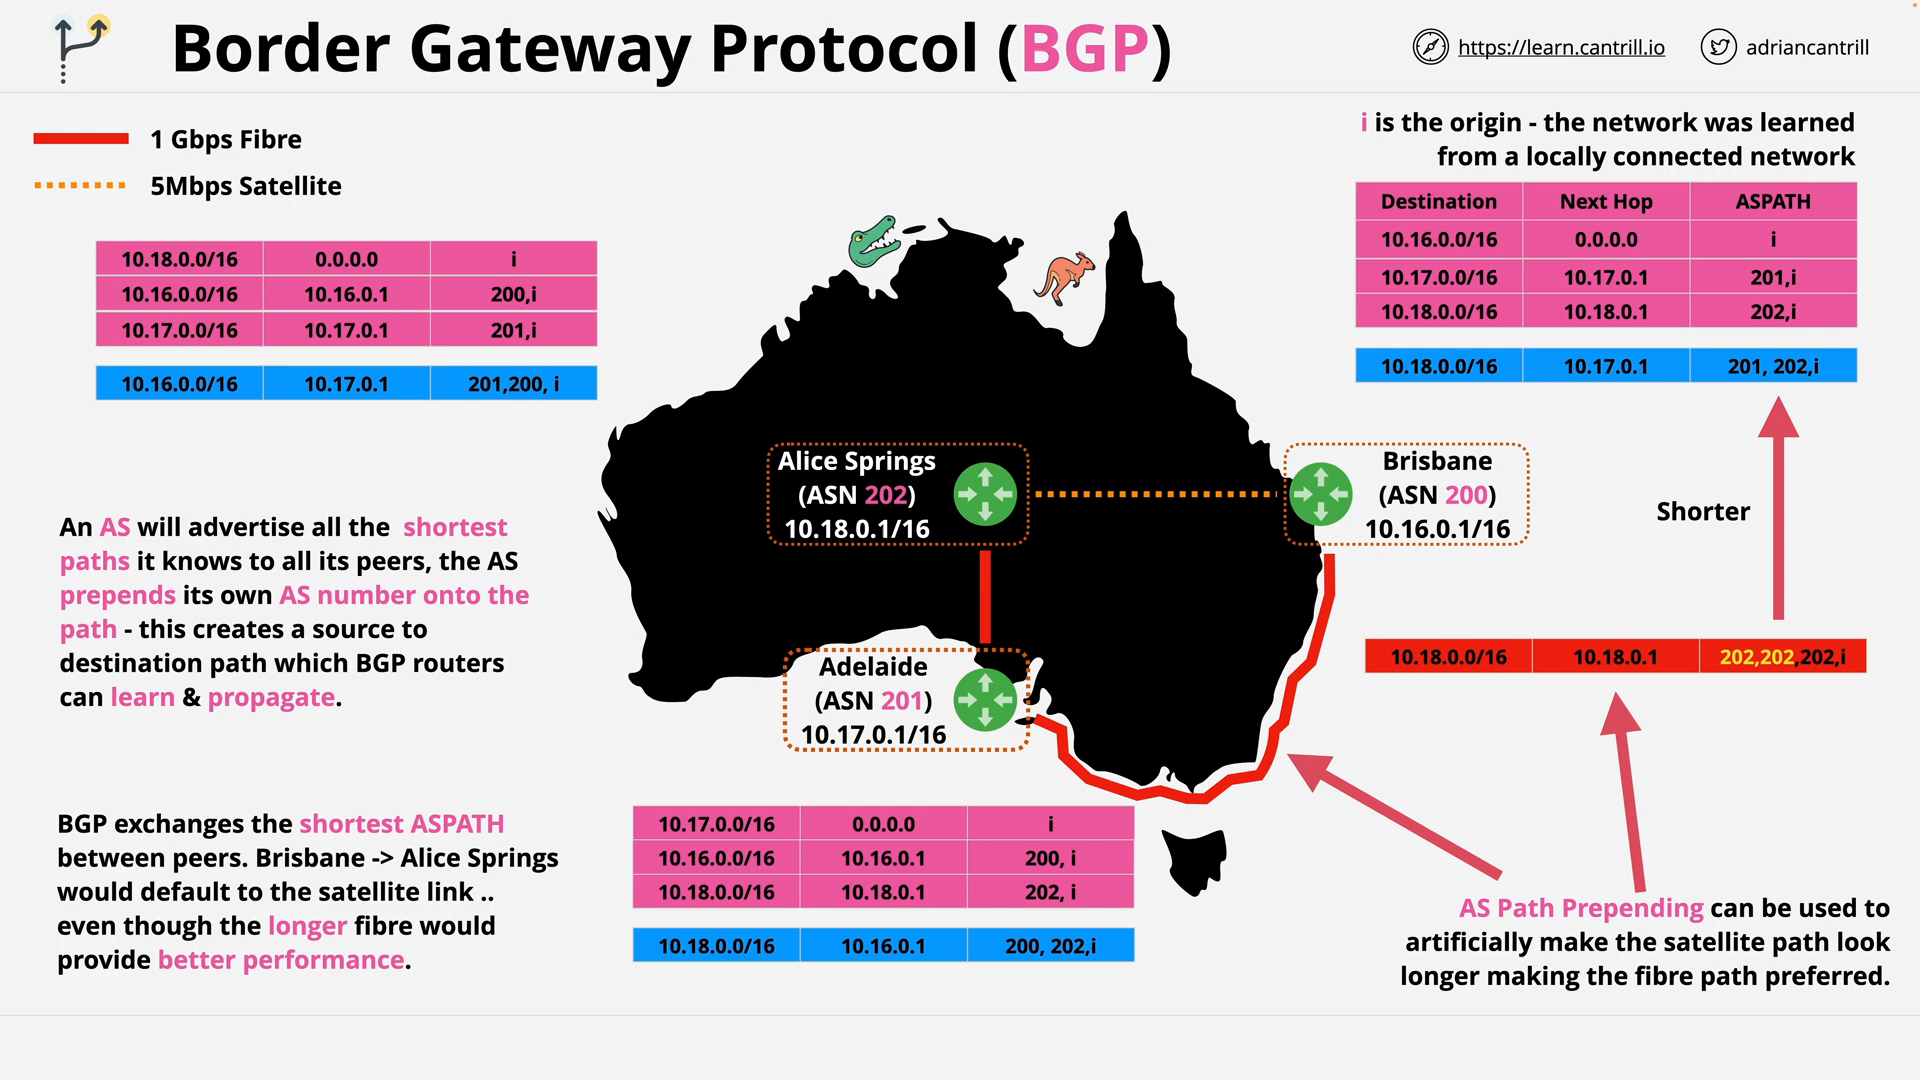 Border Gateway Protocol (BGP)
https://learn.cantrill.io
adriancantrill
1 Gbps Fibre
5Mbps Satellite
i is the origin - the network was learned
from a locally connected network
Destination Next Hop ASPATH
10.16.0.0/16 0.0.0.0 i
10.17.0.0/16 10.17.0.1 201,i
10.18.0.0/16 10.18.0.1 202,i
10.18.0.0/16 10.17.0.1 201, 202,i
10.18.0.0/16 0.0.0.0 i
10.16.0.0/16 10.16.0.1 200,i
10.17.0.0/16 10.17.0.1 201,i
10.16.0.0/16 10.17.0.1 201,200, i
Alice Springs
(ASN 202)
10.18.0.1/16
Brisbane
(ASN 200)
10.16.0.1/16
Shorter
An AS will advertise all the shortest
paths it knows to all its peers, the AS
prepends its own AS number onto the
path - this creates a source to
destination path which BGP routers
can learn & propagate.
Adelaide
(ASN 201)
10.17.0.1/16
10.18.0.0/16 10.18.0.1 202,202,202,i
BGP exchanges the shortest ASPATH
between peers. Brisbane -> Alice Springs
would default to the satellite link ..
even though the longer fibre would
provide better performance.
10.17.0.0/16 0.0.0.0 i
10.16.0.0/16 10.16.0.1 200, i
10.18.0.0/16 10.18.0.1 202, i
10.18.0.0/16 10.16.0.1 200, 202,i
AS Path Prepending can be used to
artificially make the satellite path look
longer making the fibre path preferred.